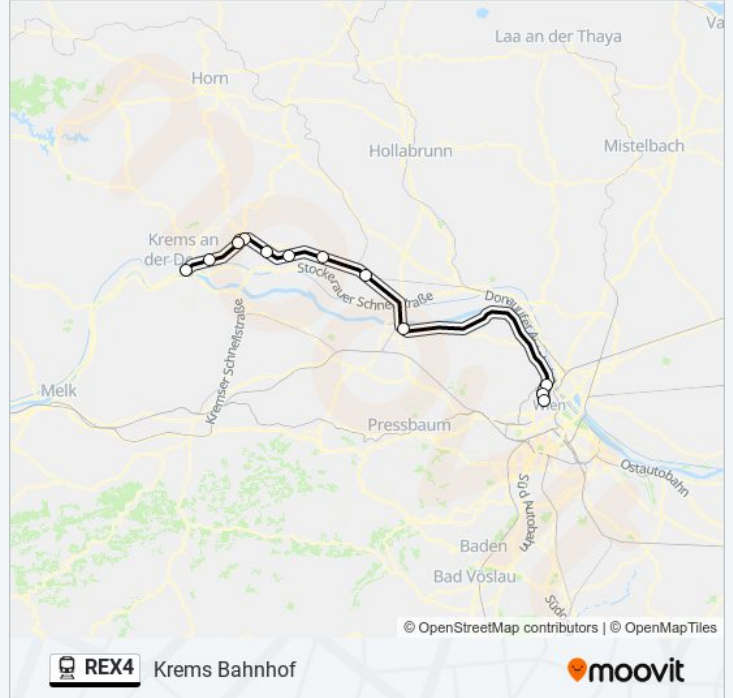 Va
Laa an der Thaya
Horn
Mistelbach
Hollabrunn
Krems an
der Do
Stockerauer Schnellstraße
Donauufer A
Kremser Schnellstraße
Melk
Wien
Pressbaum
Ostautobahn
Süd Autobahn
Baden
Bad Vöslau
Südo
© OpenStreetMap contributors | © OpenMapTiles
REX4 Krems Bahnhof
moovit